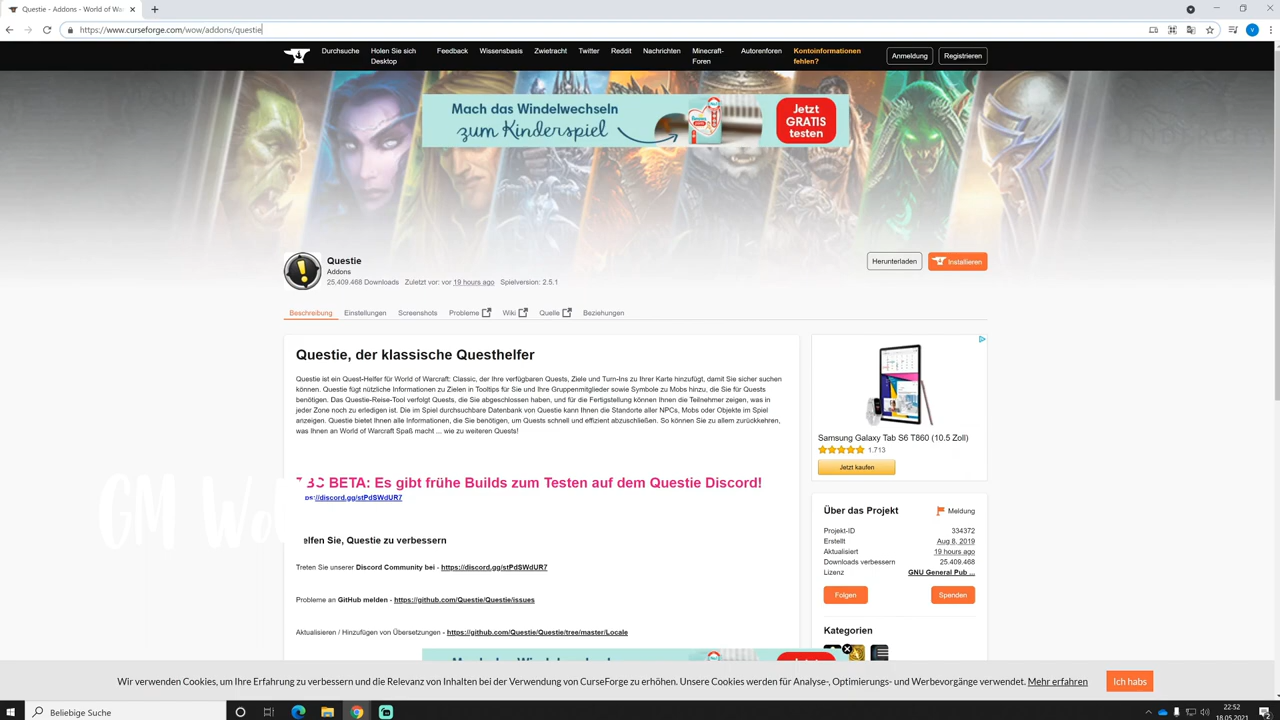 Questie - Addons - World of War
https://www.curseforge.com/wow/addons/questie
Durchsuche
Holen Sie sich
Desktop
Feedback
Wissensbasis
Zwietracht
Twitter
Reddit
Nachrichten
Minecraft-
Foren
Autorenforen
Kontoinformationen
fehlen?
Anmeldung
Registrieren
Mach das Windelwechseln
zum Kinderspiel
Jetzt
GRATIS
testen
Questie
Addons
25.409.468 Downloads Zuletzt vor: vor 19 hours ago Spielversion: 2.5.1
Herunterladen
Installieren
Beschreibung
Einstellungen
Screenshots
Probleme
Wiki
Quelle
Beziehungen
Questie, der klassische Questhelfer
Questie ist ein Quest-Helfer für World of Warcraft: Classic, der Ihre verfügbaren Quests, Ziele und Turn-Ins zu Ihrer Karte hinzufügt, damit Sie sicher suchen
können. Questie fügt nützliche Informationen zu Zielen in Tooltips für Sie und Ihre Gruppenmitglieder sowie Symbole zu Mobs hinzu, die Sie für Quests
benötigen. Das Questie-Reise-Tool verfolgt Quests, die Sie abgeschlossen haben, und für die Fertigstellung können Ihnen die Teilnehmer zeigen, was in
jeder Zone noch zu erledigen ist. Die im Spiel durchsuchbare Datenbank von Questie kann Ihnen die Standorte aller NPCs, Mobs oder Objekte im Spiel
anzeigen. Questie bietet Ihnen alle Informationen, die Sie benötigen, um Quests schnell und effizient abzuschließen. So können Sie zu allem zurückkehren,
was Ihnen an World of Warcraft Spaß macht ... wie zu weiteren Quests!
TBC BETA: Es gibt frühe Builds zum Testen auf dem Questie Discord!
ps://discord.gg/stPdSWdUR7
elfen Sie, Questie zu verbessern
Treten Sie unserer Discord Community bei - https://discord.gg/stPdSWdUR7
Probleme an GitHub melden - https://github.com/Questie/Questie/issues
Aktualisieren / Hinzufügen von Übersetzungen - https://github.com/Questie/Questie/tree/master/Locale
Samsung Galaxy Tab S6 T860 (10.5 Zoll)
1.713
Jetzt kaufen
Über das Projekt
Meldung
Projekt-ID 334372
Erstellt Aug 8, 2019
Aktualisiert 19 hours ago
Downloads verbessern 25.409.468
Lizenz GNU General Pub ...
Folgen
Spenden
Kategorien
Wir verwenden Cookies, um Ihre Erfahrung zu verbessern und die Relevanz von Inhalten bei der Verwendung von CurseForge zu erhöhen. Unsere Cookies werden für Analyse-, Optimierungs- und Werbevorgänge verwendet. Mehr erfahren
Ich habs
Beliebige Suche
22:52
18.05.2021